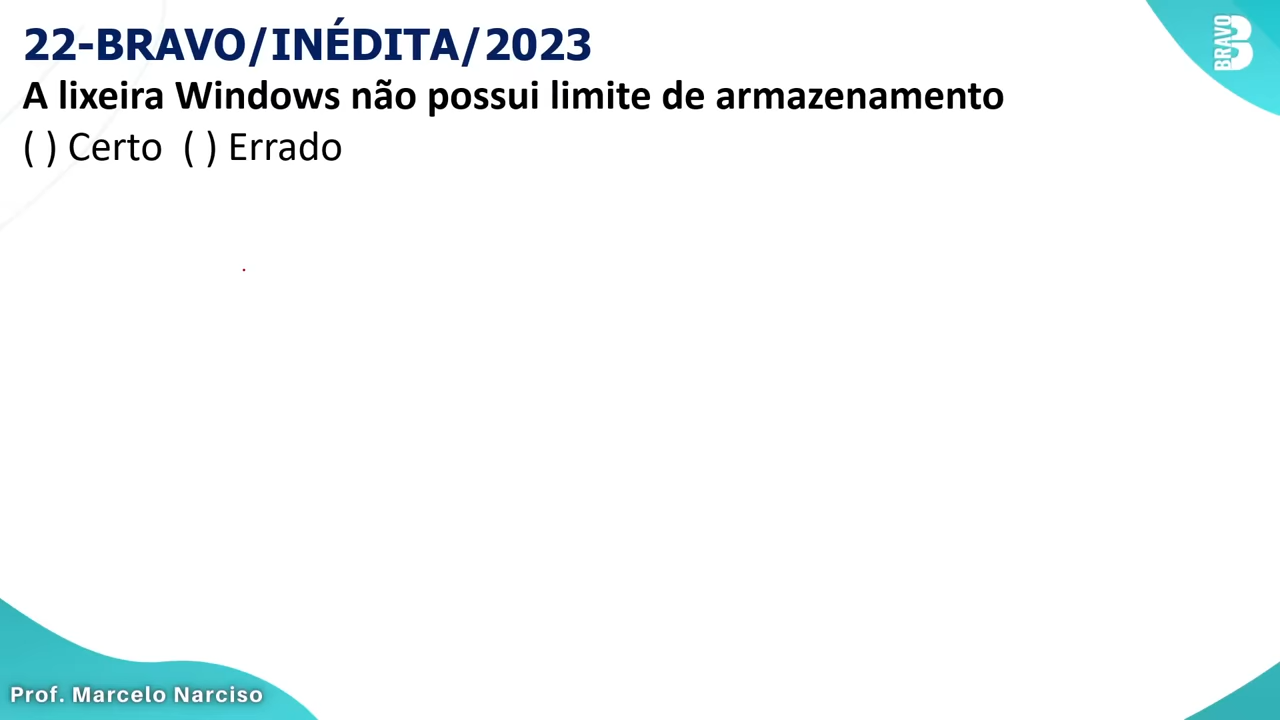 22-BRAVO/INÉDITA/2023
A lixeira Windows não possui limite de armazenamento
( ) Certo ( ) Errado
BRAVO
Prof. Marcelo Narciso